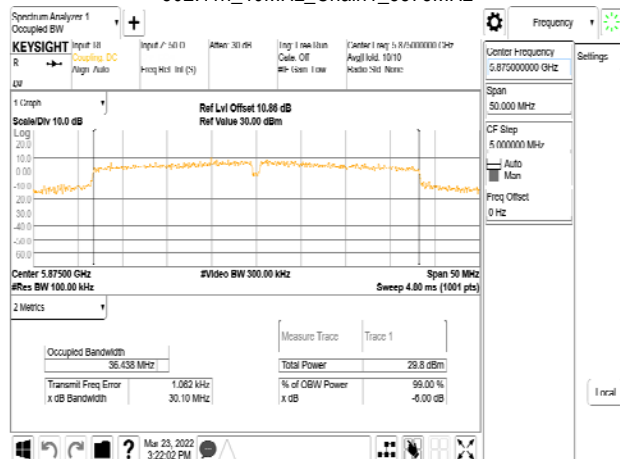 Spectrum Analyzer 1
Occupied BW
Frequency
KEYSIGHT
Input: RF
Coupling: DC
Align: Auto
Input Z: 50 Ω
Freq Ref: Int (S)
Atten: 30 dB
Trig: Free Run
Gate: Off
#IF Gain: Low
Center Freq: 5.875000000 GHz
Avg|Hold: 10/10
Radio Std: None
Center Frequency
5.875000000 GHz
Settings
Span
50.000 MHz
CF Step
5.000000 MHz
Auto
Man
Freq Offset
0 Hz
1 Graph
Scale/Div 10.0 dB
Ref Lvl Offset 10.86 dB
Ref Value 30.00 dBm
Log
20.0
10.0
0.00
-10.0
-20.0
-30.0
-40.0
-50.0
-60.0
Center 5.87500 GHz
#Res BW 100.00 kHz
#Video BW 300.00 kHz
Span 50 MHz
Sweep 4.80 ms (1001 pts)
2 Metrics
Measure Trace
Trace 1
Occupied Bandwidth
36.438 MHz
Total Power
29.8 dBm
Transmit Freq Error
1.062 kHz
% of OBW Power
99.00 %
x dB Bandwidth
30.10 MHz
x dB
-6.00 dB
Local
Mar 23, 2022
3:22:02 PM